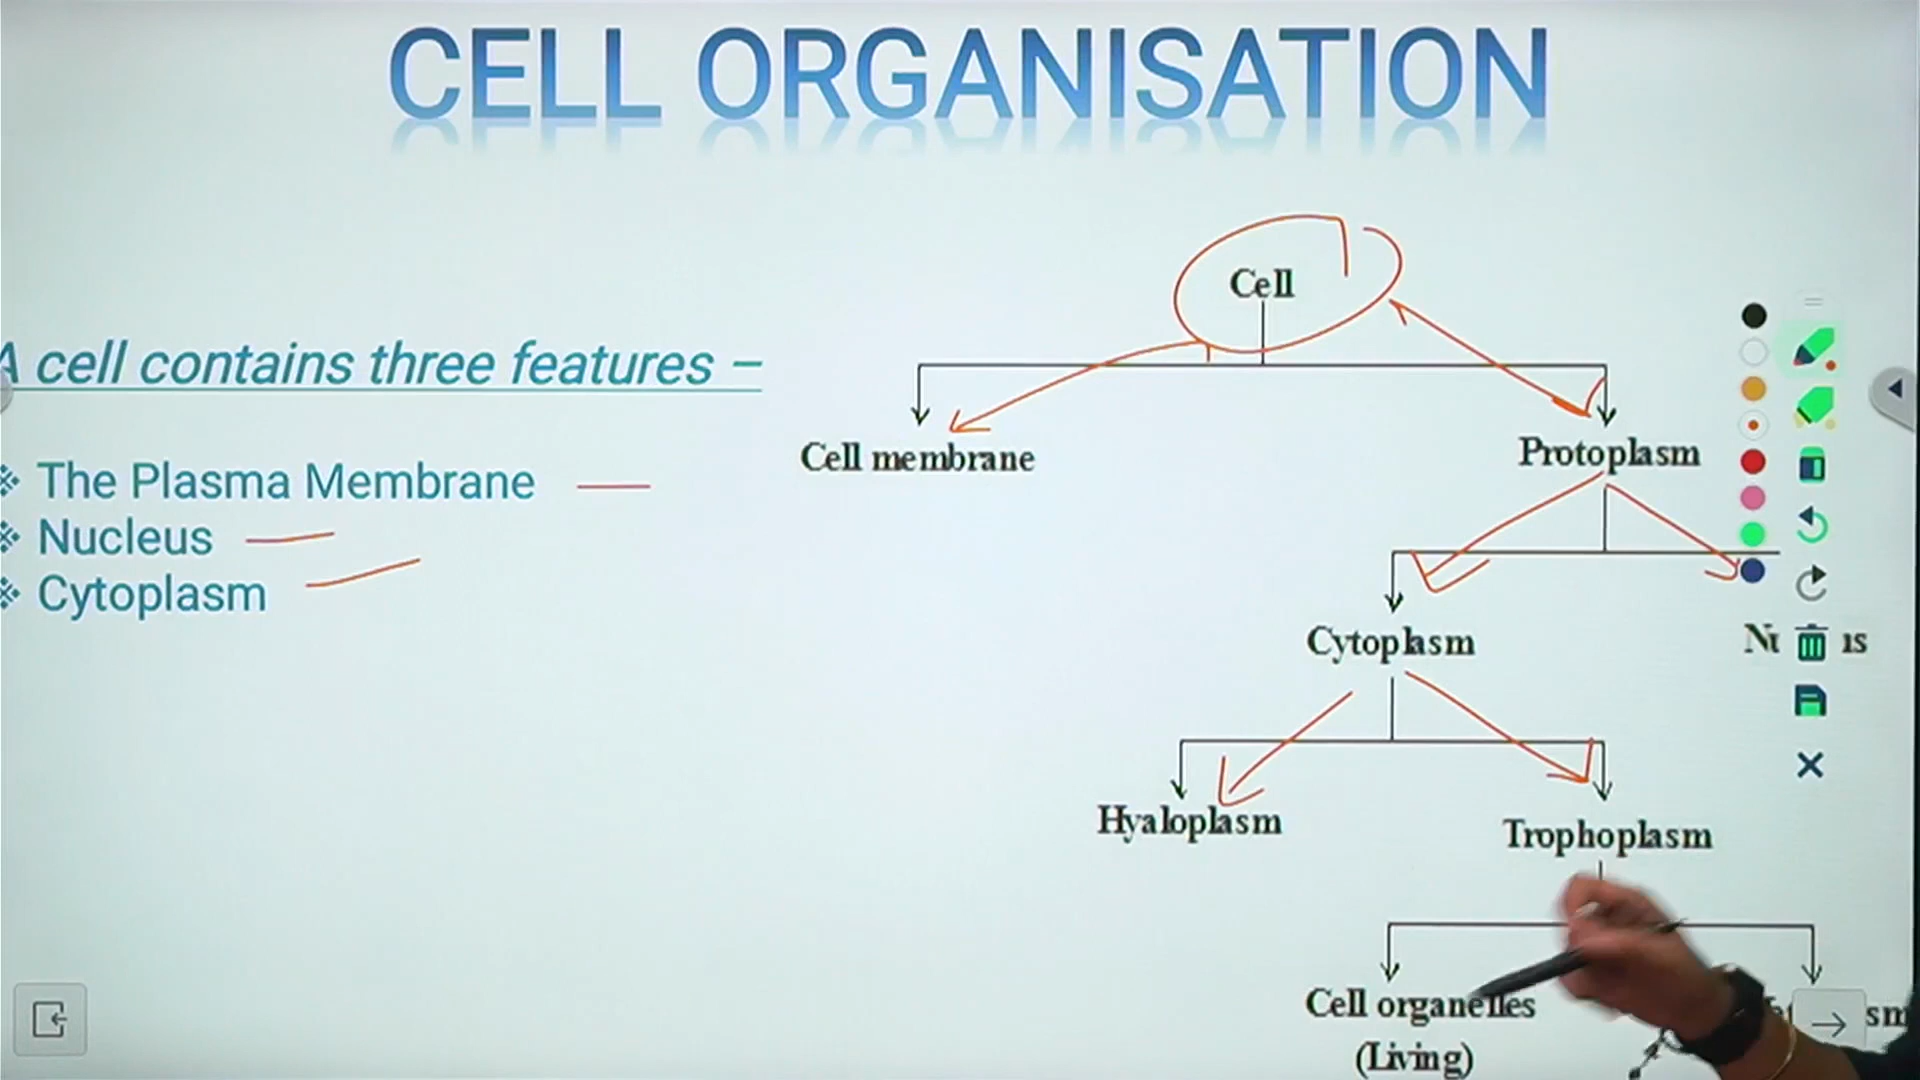 CELL ORGANISATION
Cell
A cell contains three features –
Cell membrane
Protoplasm
The Plasma Membrane
Nucleus
Cytoplasm
Cytoplasm
Hyaloplasm
Trophoplasm
Cell organelles
(Living)